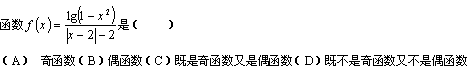 函数 f(x) = lg(1 − x²) / (|x − 2| − 2) 是（　　）
(A) 奇函数(B)偶函数(C)既是奇函数又是偶函数(D)既不是奇函数又不是偶函数